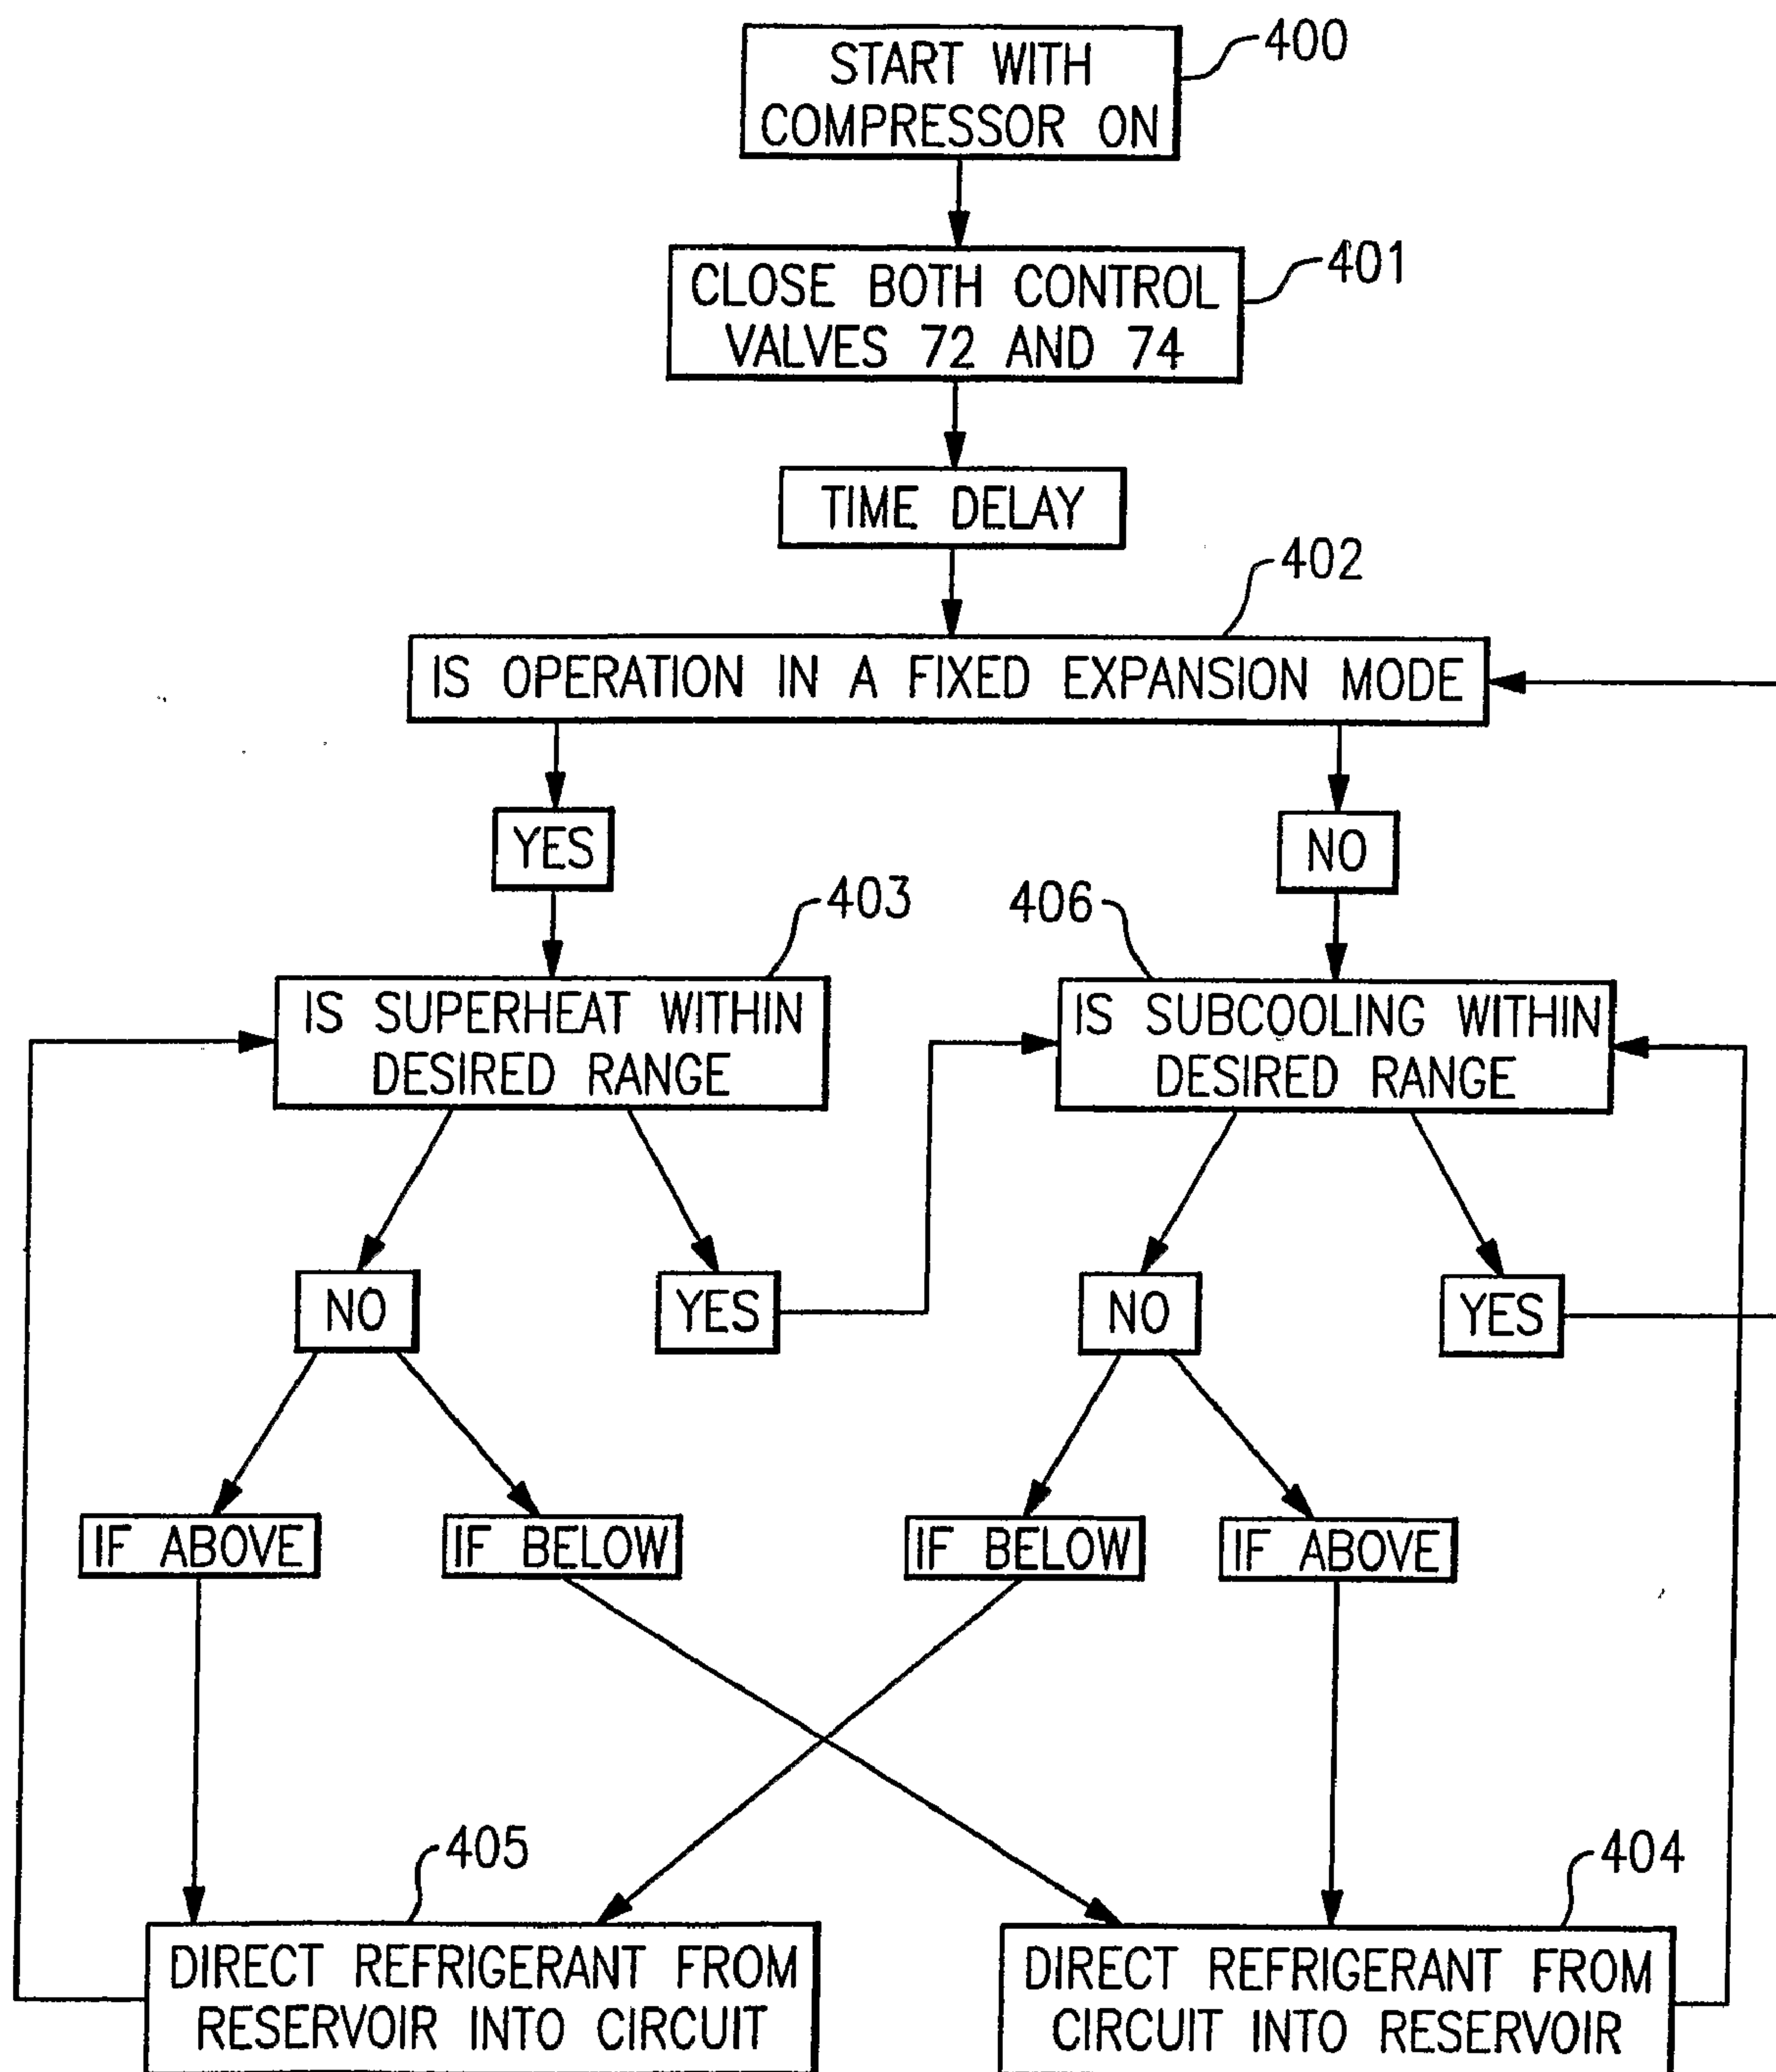 START WITH
COMPRESSOR ON
400
CLOSE BOTH CONTROL
VALVES 72 AND 74
401
TIME DELAY
402
IS OPERATION IN A FIXED EXPANSION MODE
YES
NO
403
406
IS SUPERHEAT WITHIN
DESIRED RANGE
IS SUBCOOLING WITHIN
DESIRED RANGE
NO
YES
NO
YES
IF ABOVE
IF BELOW
IF BELOW
IF ABOVE
405
404
DIRECT REFRIGERANT FROM
RESERVOIR INTO CIRCUIT
DIRECT REFRIGERANT FROM
CIRCUIT INTO RESERVOIR